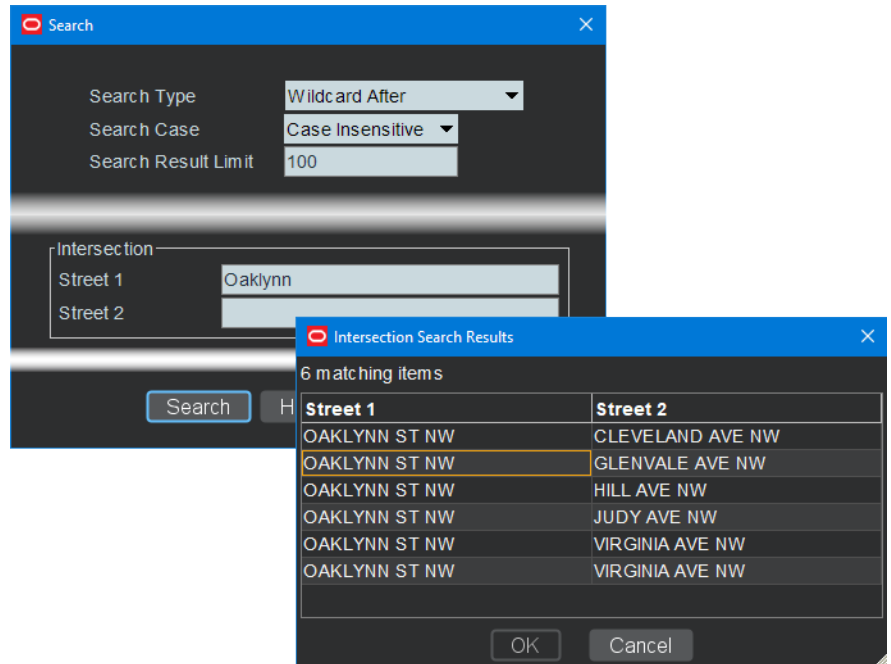 Search
Search Type Wildcard After
Search Case Case Insensitive
Search Result Limit 100
Intersection
Street 1 Oaklynn
Street 2
Search H
Intersection Search Results
6 matching items
Street 1 Street 2
OAKLYNN ST NW CLEVELAND AVE NW
OAKLYNN ST NW GLENVALE AVE NW
OAKLYNN ST NW HILL AVE NW
OAKLYNN ST NW JUDY AVE NW
OAKLYNN ST NW VIRGINIA AVE NW
OAKLYNN ST NW VIRGINIA AVE NW
OK Cancel